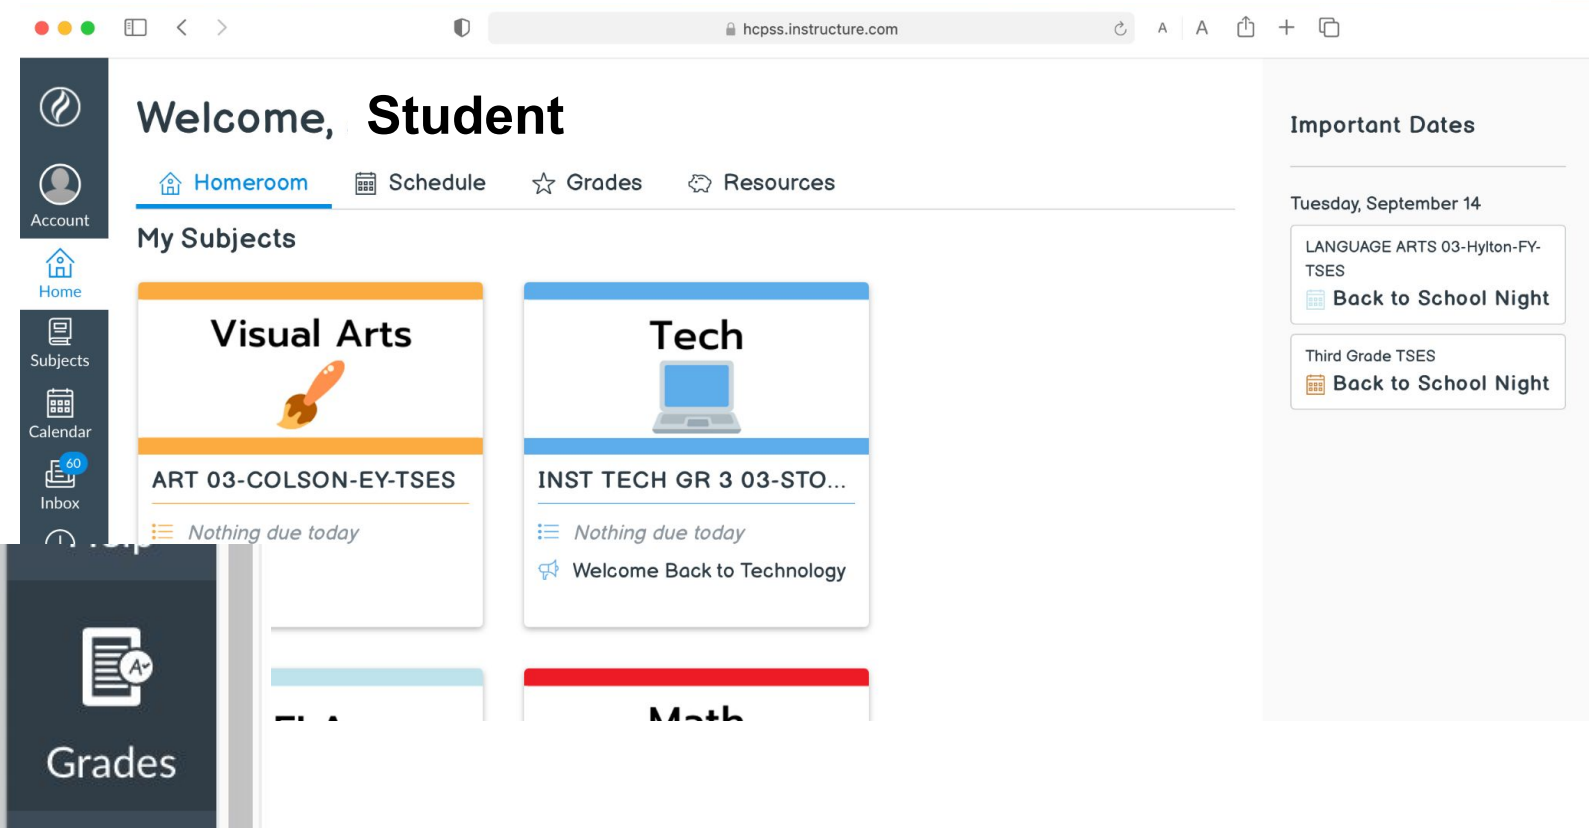 hcpss.instructure.com
A A
Welcome, Student
Account
Home
Subjects
Calendar
60
Inbox
Homeroom
Schedule
Grades
Resources
My Subjects
Visual Arts
ART 03-COLSON-EY-TSES
Nothing due today
Tech
INST TECH GR 3 03-STO...
Nothing due today
Welcome Back to Technology
Math
Important Dates
Tuesday, September 14
LANGUAGE ARTS 03-Hylton-FY-
TSES
Back to School Night
Third Grade TSES
Back to School Night
A+
Grades